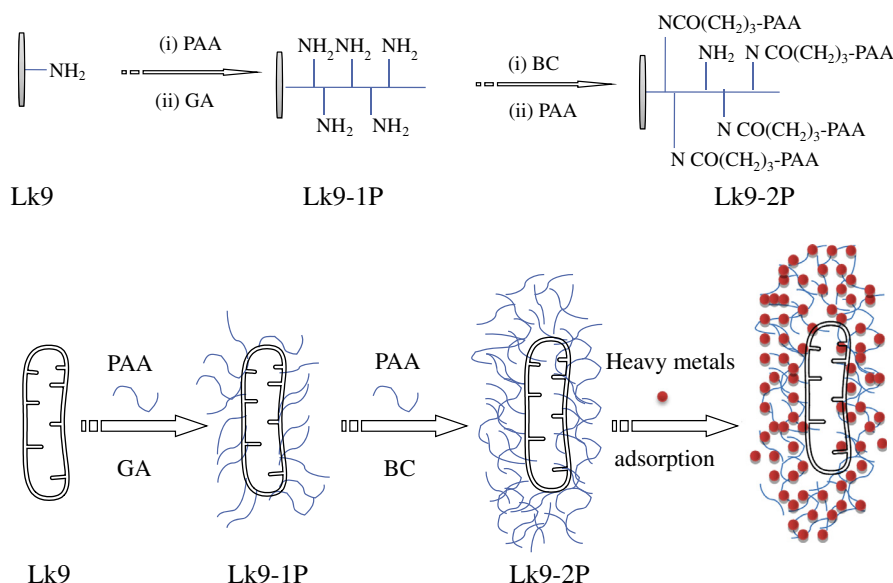 NCO(CH₂)₃-PAA
(i) PAA
NH₂
(ii) GA
NH₂NH₂ NH₂
NH₂ NH₂
(i) BC
(ii) PAA
NH₂ N CO(CH₂)₃-PAA
N CO(CH₂)₃-PAA
N CO(CH₂)₃-PAA
Lk9 Lk9-1P Lk9-2P
PAA PAA Heavy metals
GA BC adsorption
Lk9 Lk9-1P Lk9-2P